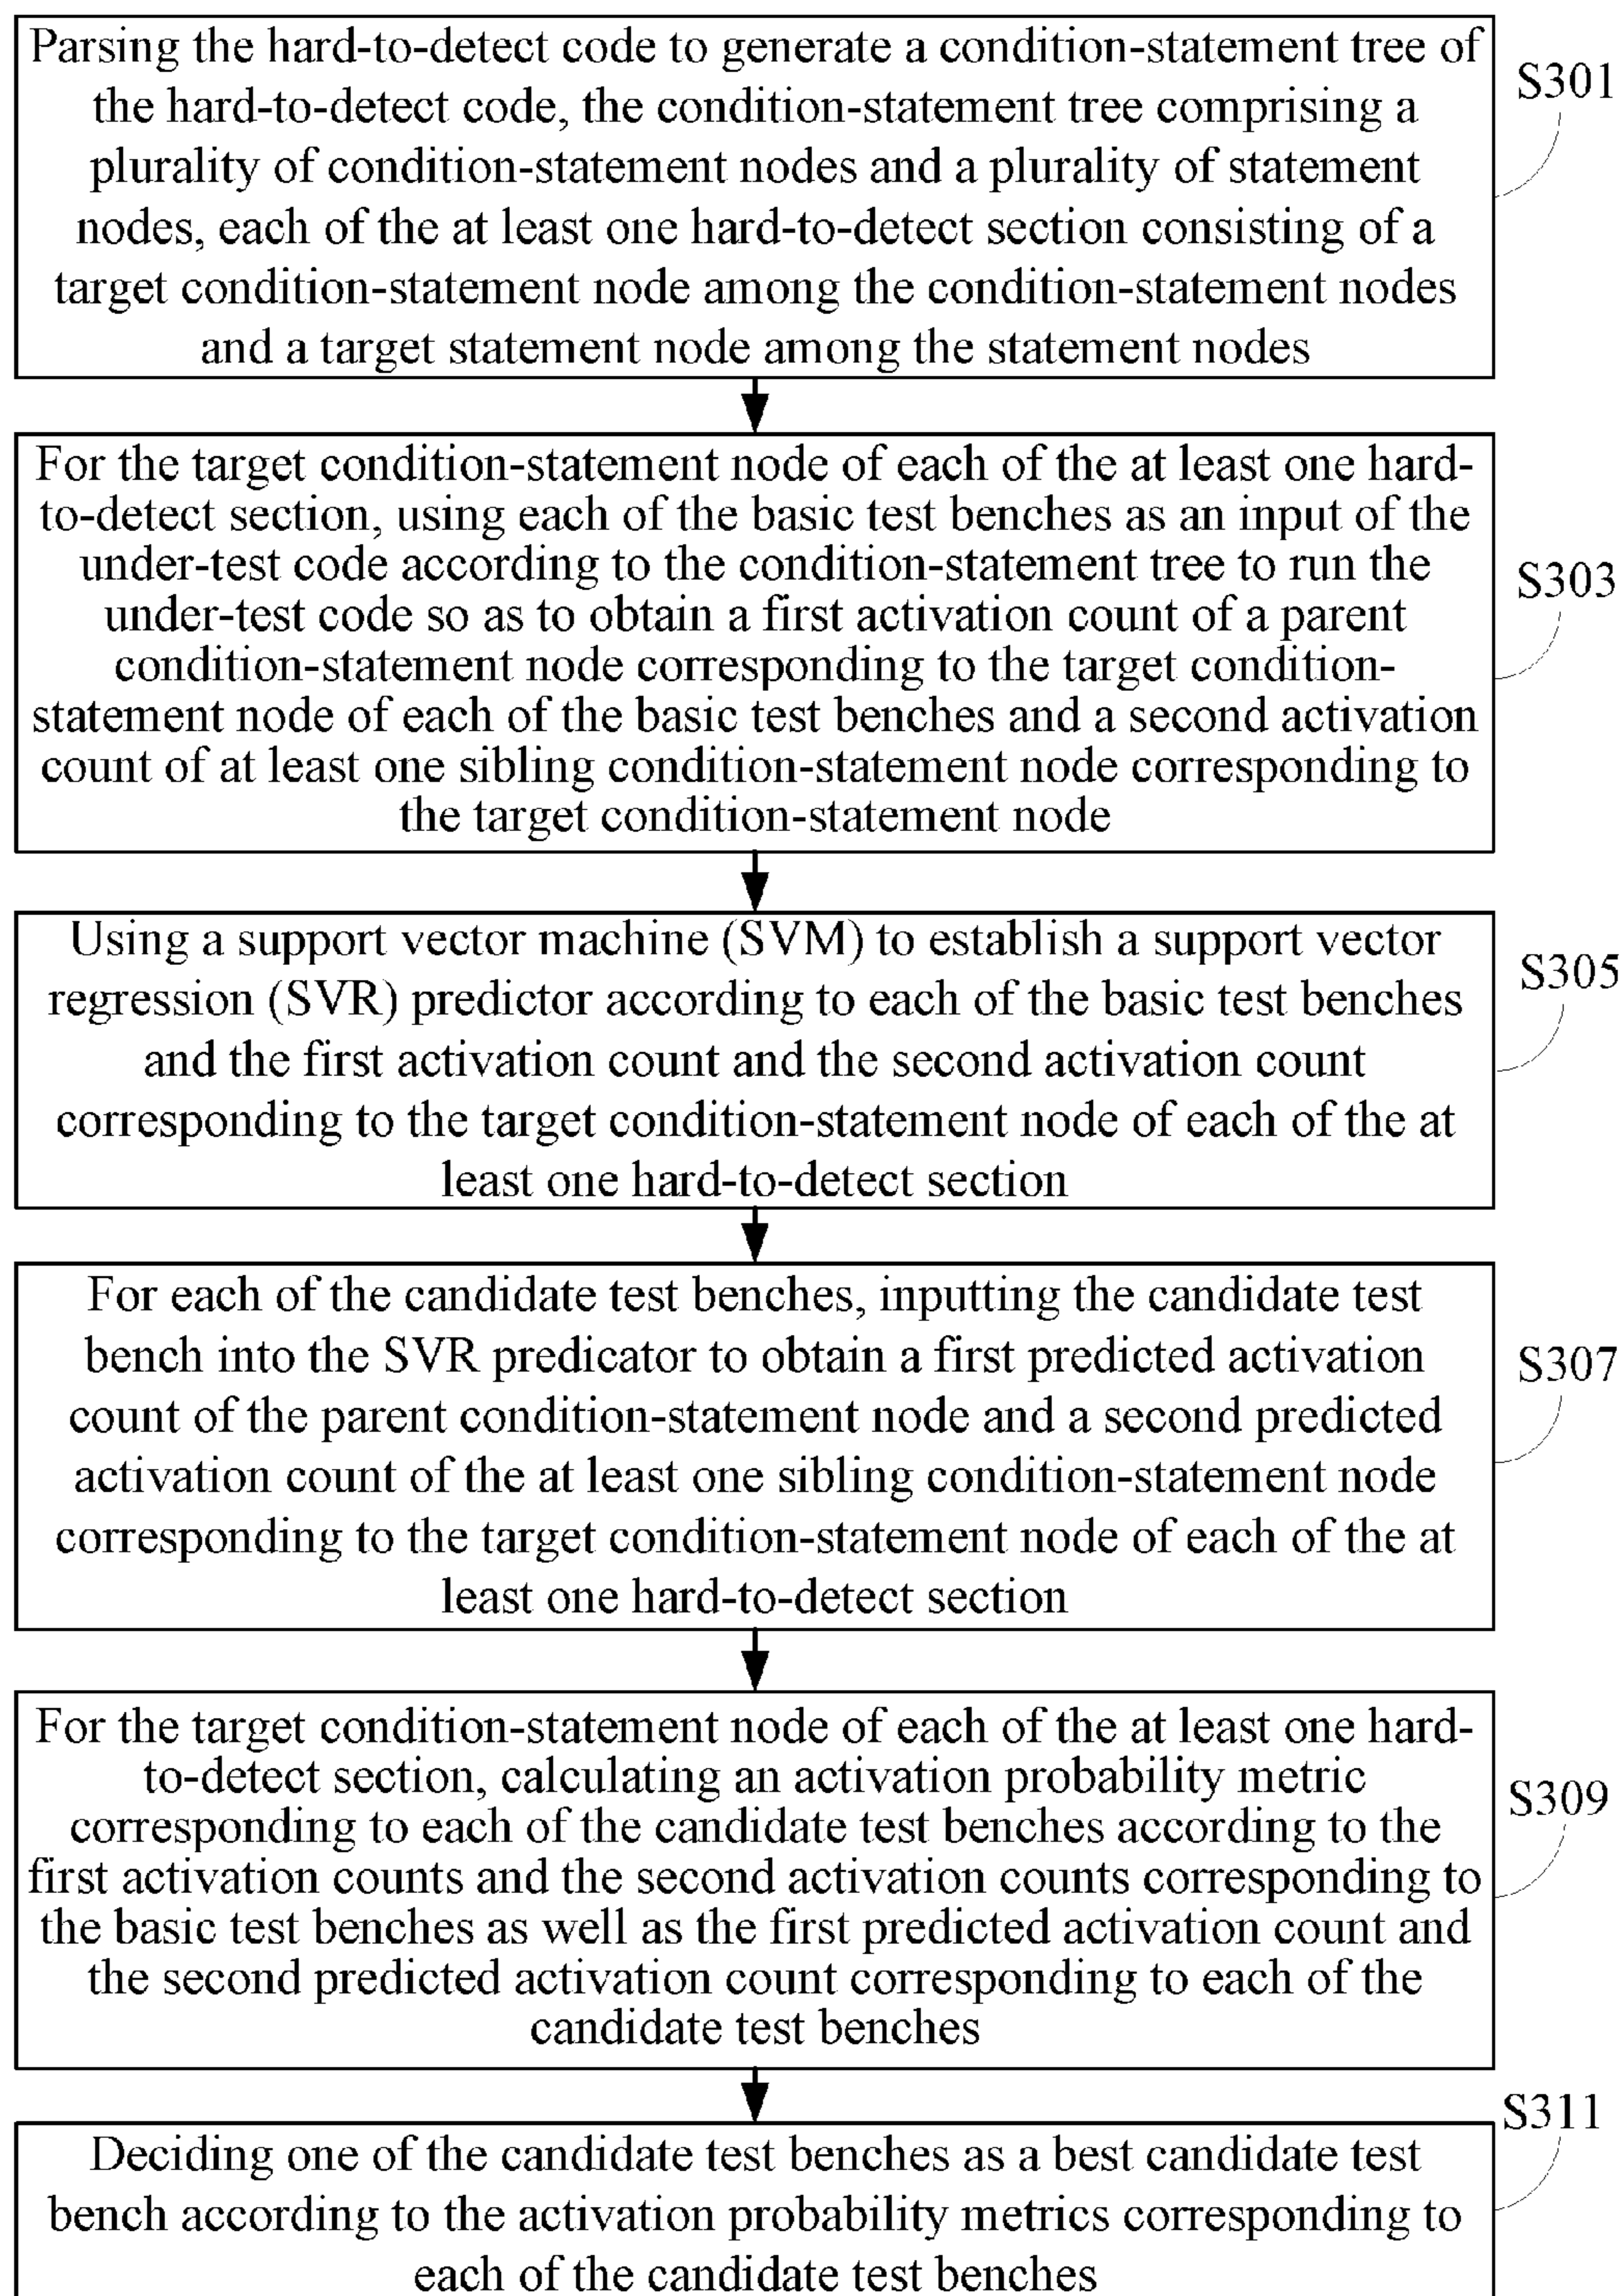 Parsing the hard-to-detect code to generate a condition-statement tree of
the hard-to-detect code, the condition-statement tree comprising a
plurality of condition-statement nodes and a plurality of statement
nodes, each of the at least one hard-to-detect section consisting of a
target condition-statement node among the condition-statement nodes
and a target statement node among the statement nodes
S301
For the target condition-statement node of each of the at least one hard-
to-detect section, using each of the basic test benches as an input of the
under-test code according to the condition-statement tree to run the
under-test code so as to obtain a first activation count of a parent
condition-statement node corresponding to the target condition-
statement node of each of the basic test benches and a second activation
count of at least one sibling condition-statement node corresponding to
the target condition-statement node
S303
Using a support vector machine (SVM) to establish a support vector
regression (SVR) predictor according to each of the basic test benches
and the first activation count and the second activation count
corresponding to the target condition-statement node of each of the at
least one hard-to-detect section
S305
For each of the candidate test benches, inputting the candidate test
bench into the SVR predicator to obtain a first predicted activation
count of the parent condition-statement node and a second predicted
activation count of the at least one sibling condition-statement node
corresponding to the target condition-statement node of each of the at
least one hard-to-detect section
S307
For the target condition-statement node of each of the at least one hard-
to-detect section, calculating an activation probability metric
corresponding to each of the candidate test benches according to the
first activation counts and the second activation counts corresponding to
the basic test benches as well as the first predicted activation count and
the second predicted activation count corresponding to each of the
candidate test benches
S309
Deciding one of the candidate test benches as a best candidate test
bench according to the activation probability metrics corresponding to
each of the candidate test benches
S311